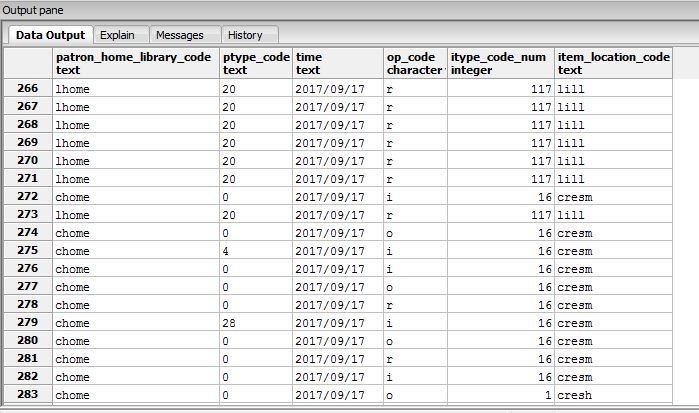 Output pane
Data Output Explain Messages History
patron_home_library_code ptype_code time op_code itype_code_num item_location_code
text text text character integer text
266 lhome 20 2017/09/17 r 117 lill
267 lhome 20 2017/09/17 r 117 lill
268 lhome 20 2017/09/17 r 117 lill
269 lhome 20 2017/09/17 r 117 lill
270 lhome 20 2017/09/17 r 117 lill
271 lhome 20 2017/09/17 r 117 lill
272 chome 0 2017/09/17 i 16 cresm
273 lhome 20 2017/09/17 r 117 lill
274 chome 0 2017/09/17 o 16 cresm
275 chome 4 2017/09/17 i 16 cresm
276 chome 0 2017/09/17 i 16 cresm
277 chome 0 2017/09/17 o 16 cresm
278 chome 0 2017/09/17 r 16 cresm
279 chome 28 2017/09/17 i 16 cresm
280 chome 0 2017/09/17 o 16 cresm
281 chome 0 2017/09/17 r 16 cresm
282 chome 0 2017/09/17 i 16 cresm
283 chome 0 2017/09/17 o 1 cresh